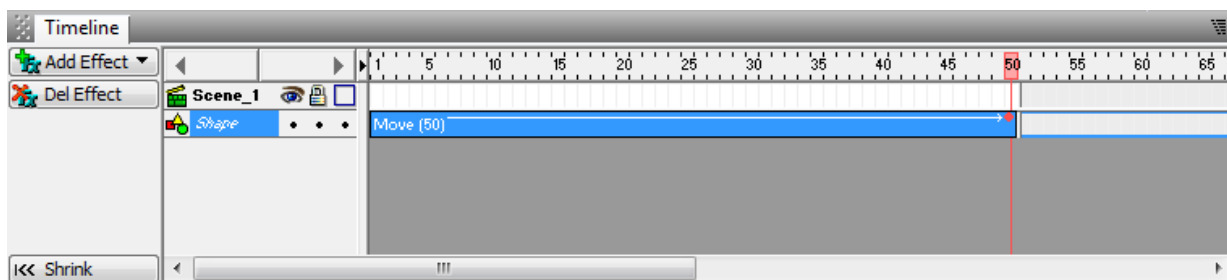 Timeline
Add Effect
1 5 10 15 20 25 30 35 40 45 50 55 60 65
Del Effect
Scene_1
Shape
Move (50)
Shrink